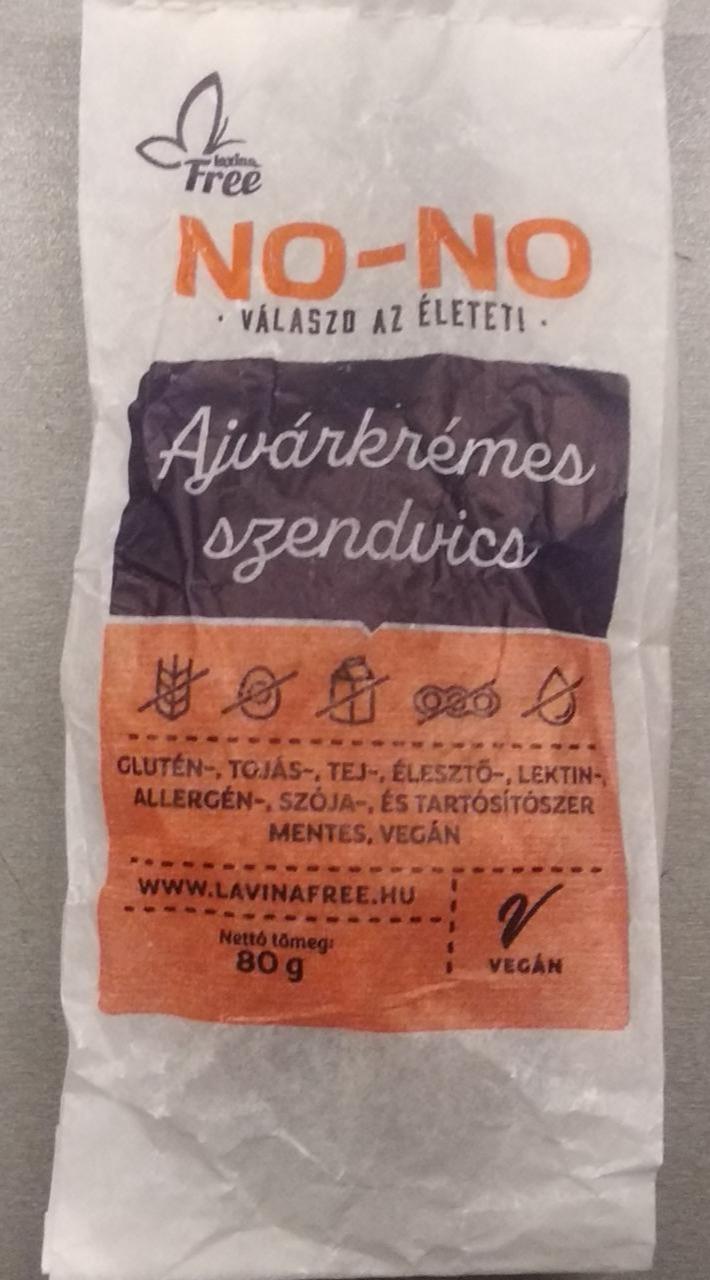 lavina
Free
NO-NO
· VÁLASZD AZ ÉLETET! ·
Ajvárkrémes
szendvics
GLUTÉN-, TOJÁS-, TEJ-, ÉLESZTŐ-, LEKTIN-,
ALLERGÉN-, SZÓJA-, ÉS TARTÓSÍTÓSZER
MENTES, VEGÁN
WWW.LAVINAFREE.HU
Nettó tömeg:
80 g
V
VEGÁN